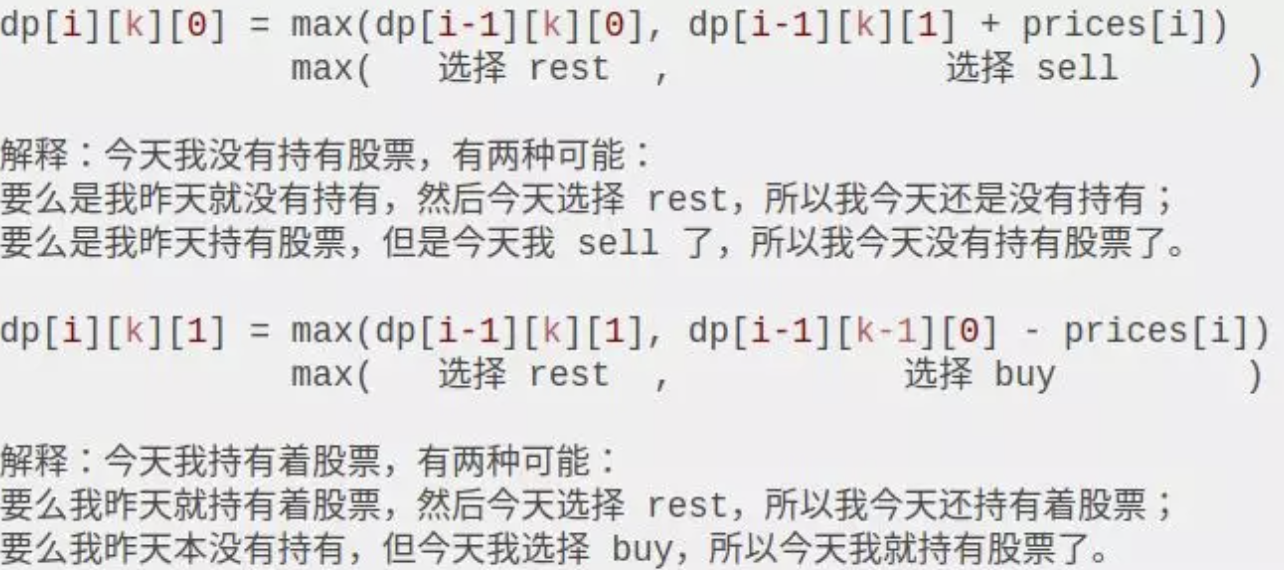 dp[i][k][0] = max(dp[i-1][k][0], dp[i-1][k][1] + prices[i])
max( 选择 rest , 选择 sell )
解释：今天我没有持有股票，有两种可能：
要么是我昨天就没有持有，然后今天选择 rest，所以我今天还是没有持有；
要么是我昨天持有股票，但是今天我 sell 了，所以我今天没有持有股票了。
dp[i][k][1] = max(dp[i-1][k][1], dp[i-1][k-1][0] - prices[i])
max( 选择 rest , 选择 buy )
解释：今天我持有着股票，有两种可能：
要么我昨天就持有着股票，然后今天选择 rest，所以我今天还持有着股票；
要么我昨天本没有持有，但今天我选择 buy，所以今天我就持有股票了。